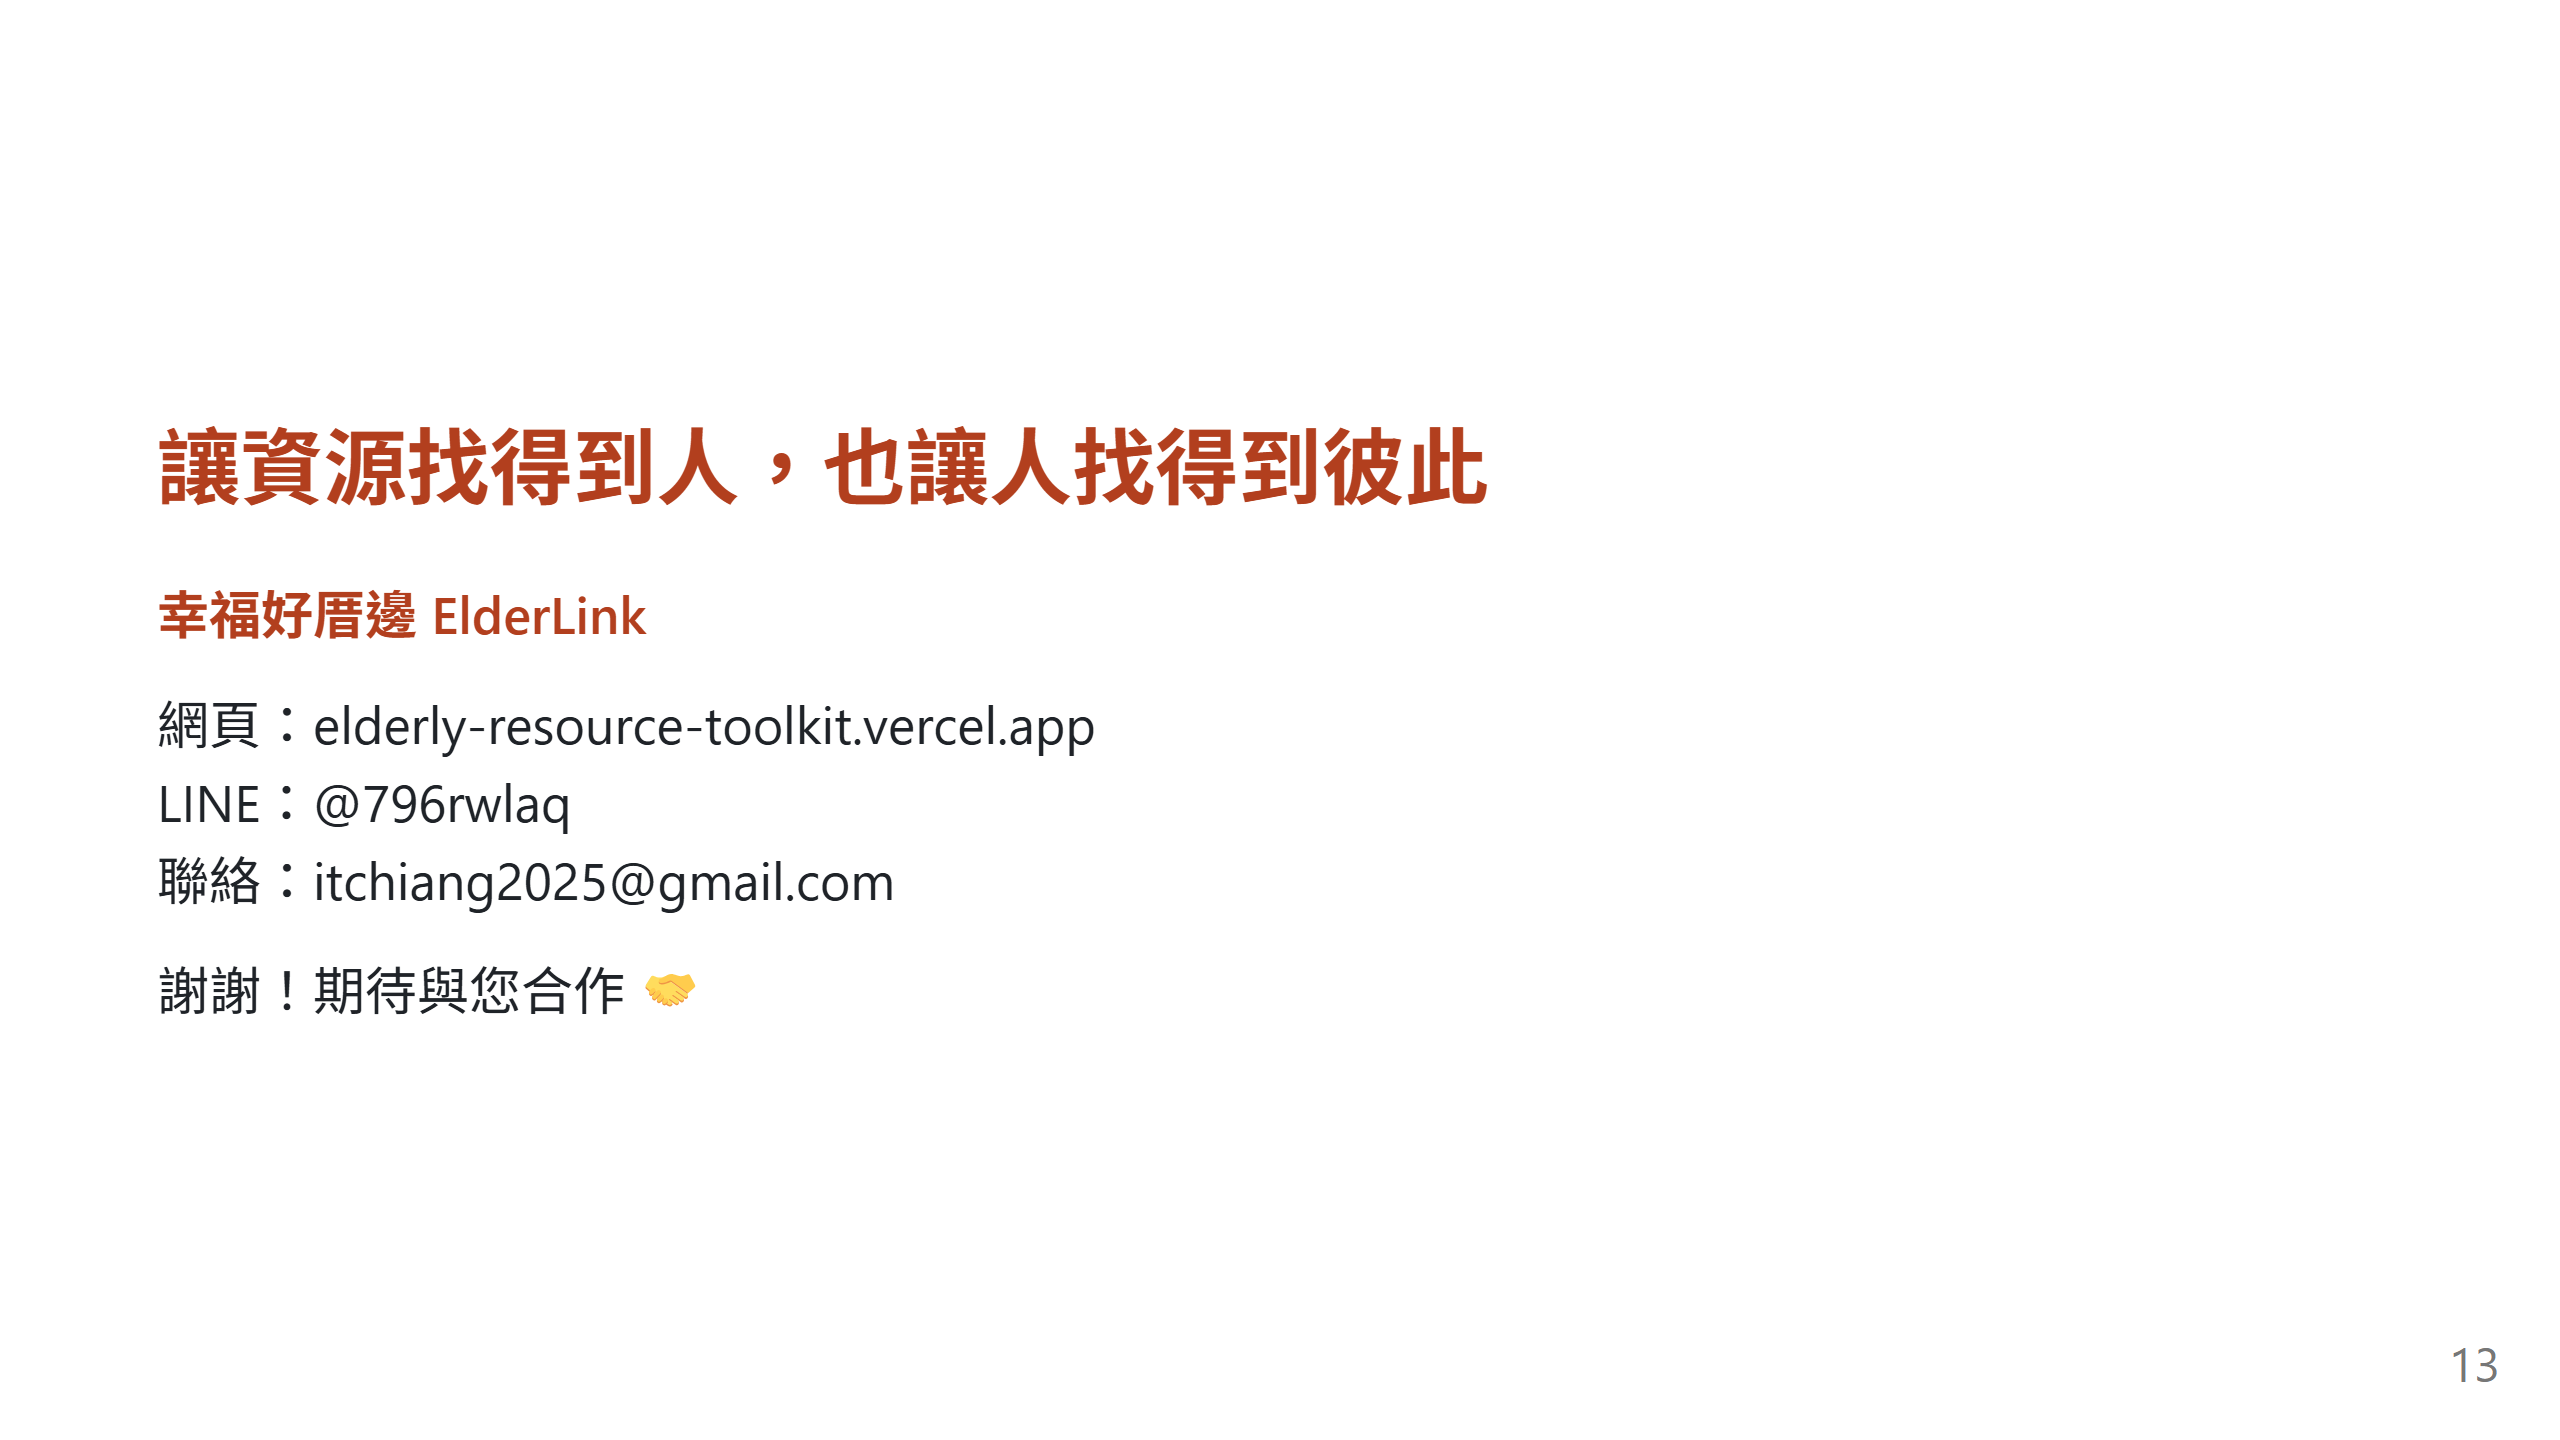 讓資源找得到人，也讓人找得到彼此
幸福好厝邊 ElderLink
網頁：elderly-resource-toolkit.vercel.app
LINE：@796rwlaq
聯絡：itchiang2025@gmail.com
謝謝！期待與您合作 🤝
13